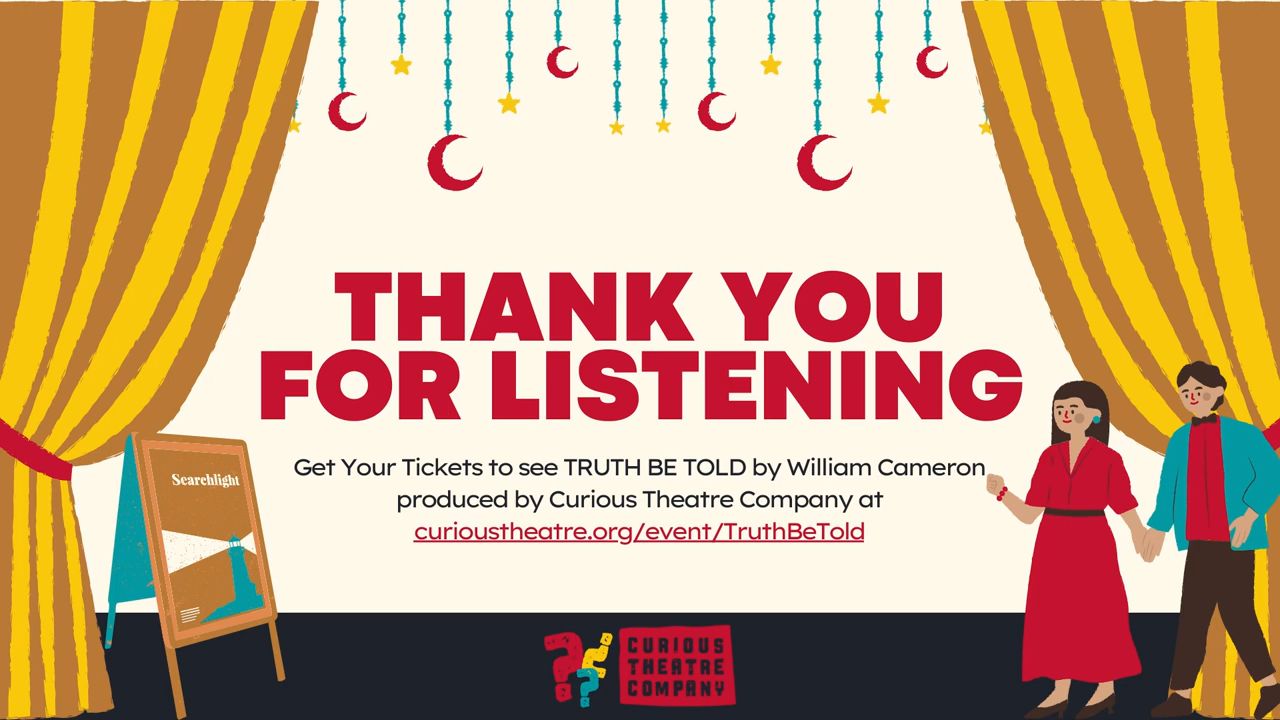 THANK YOU
FOR LISTENING
Get Your Tickets to see TRUTH BE TOLD by William Cameron
produced by Curious Theatre Company at
curioustheatre.org/event/TruthBeTold
Searchlight
CURIOUS
THEATRE
COMPANY